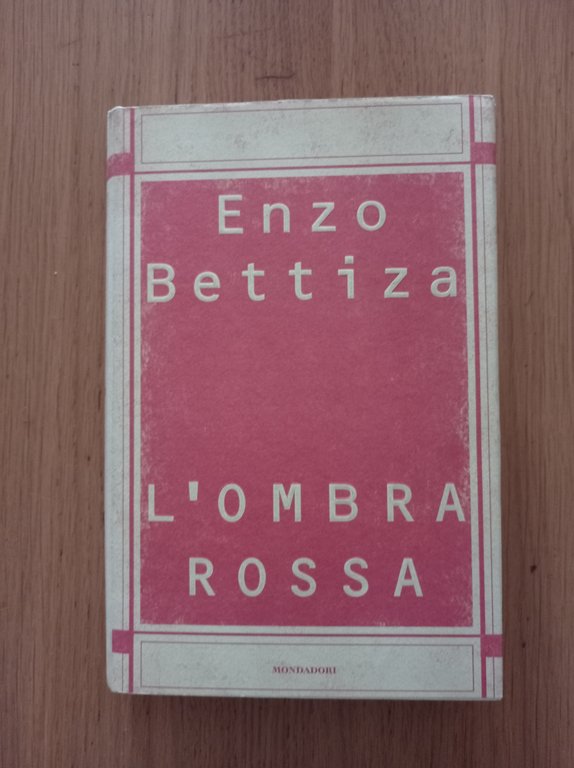 Enzo
Bettiza
L'OMBRA
ROSSA
MONDADORI